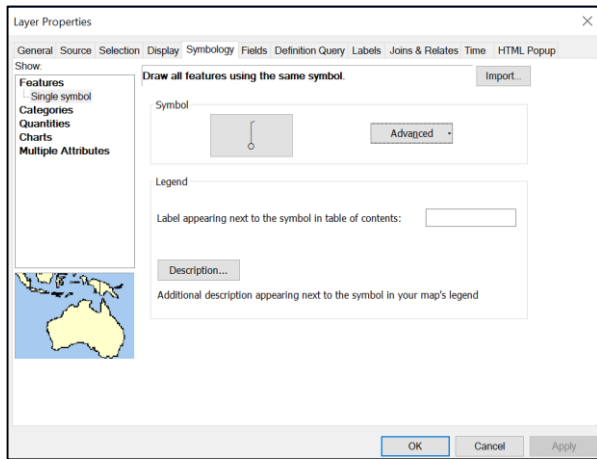 Layer Properties
General Source Selection Display Symbology Fields Definition Query Labels Joins & Relates Time HTML Popup
Show:
Features
Single symbol
Categories
Quantities
Charts
Multiple Attributes
Draw all features using the same symbol.
Import...
Symbol
Advanced
Legend
Label appearing next to the symbol in table of contents:
Description...
Additional description appearing next to the symbol in your map's legend
OK Cancel Apply